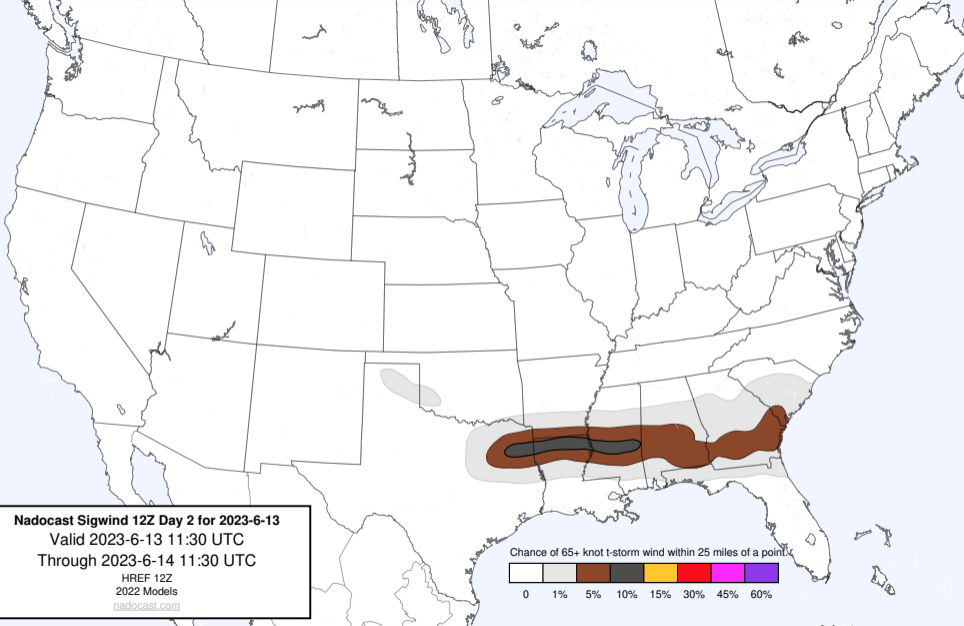 Nadocast Sigwind 12Z Day 2 for 2023-6-13
Valid 2023-6-13 11:30 UTC
Through 2023-6-14 11:30 UTC
HREF 12Z
2022 Models
nadocast.com
Chance of 65+ knot t-storm wind within 25 miles of a point.
0 1% 5% 10% 15% 30% 45% 60%